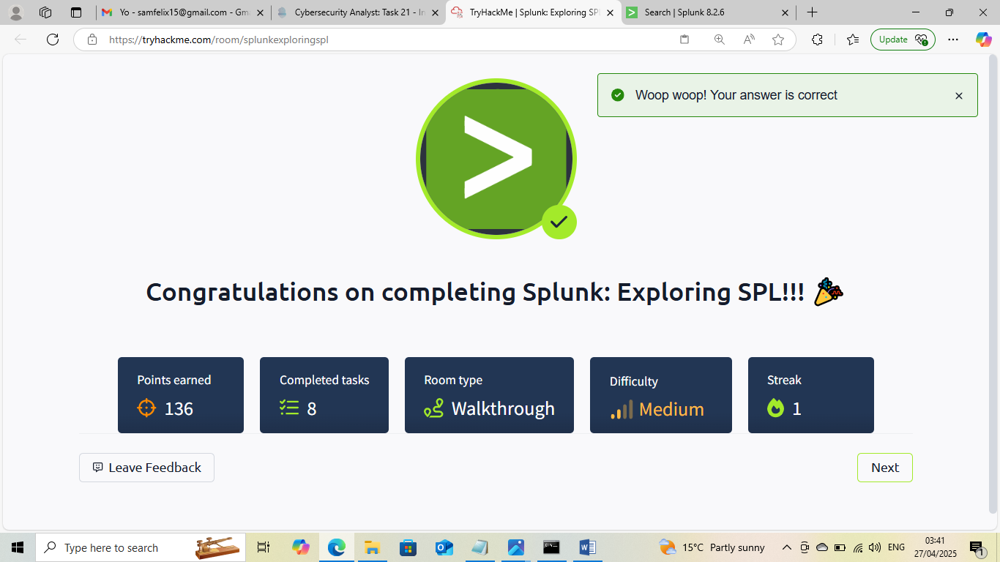 Yo - samfelix15@gmail.com - Gm
Cybersecurity Analyst: Task 21 - In
TryHackMe | Splunk: Exploring SP
Search | Splunk 8.2.6
https://tryhackme.com/room/splunkexploringspl
Update
Woop woop! Your answer is correct
Congratulations on completing Splunk: Exploring SPL!!!
Points earned
136
Completed tasks
8
Room type
Walkthrough
Difficulty
Medium
Streak
1
Leave Feedback
Next
Type here to search
15°C Partly sunny
ENG
03:41
27/04/2025
1